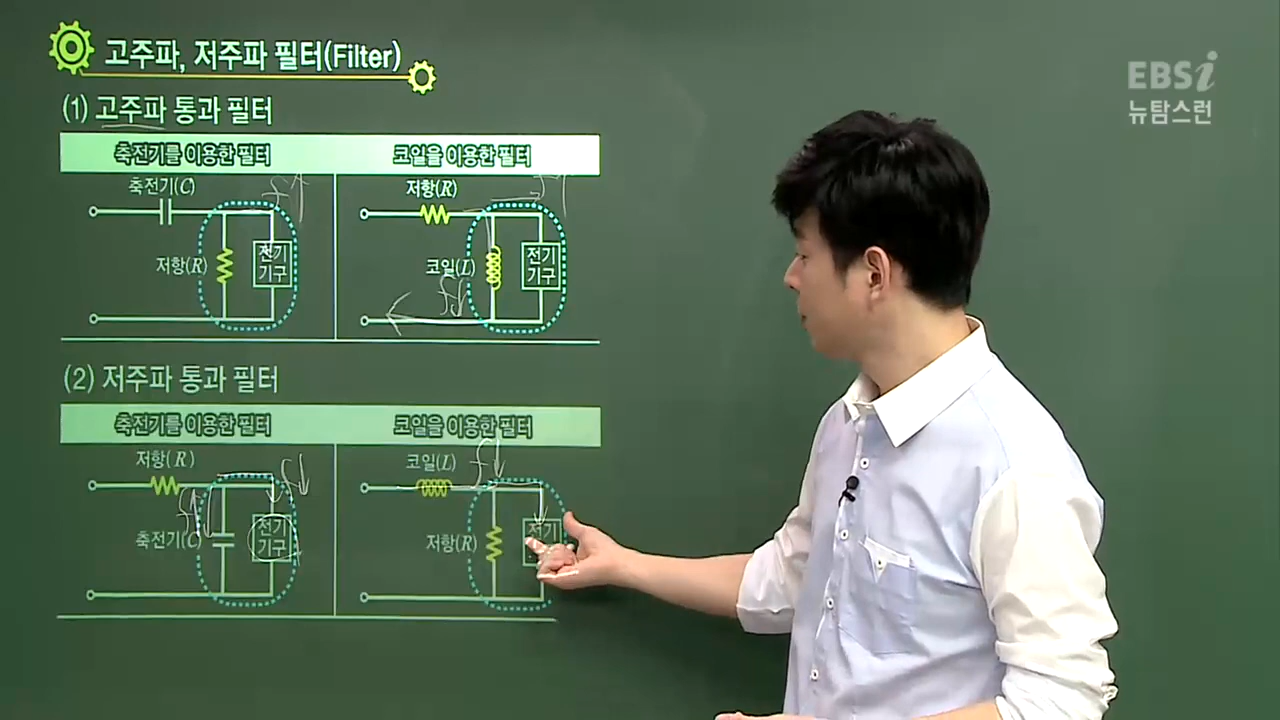 고주파, 저주파 필터(Filter)
EBSi
뉴탐스런
(1) 고주파 통과 필터
축전기를 이용한 필터
코일을 이용한 필터
축전기(C)
f↑
저항(R)
전기
기구
저항(R)
f↑
코일(L)
전기
기구
f↓
(2) 저주파 통과 필터
축전기를 이용한 필터
코일을 이용한 필터
저항(R)
f↓
축전기(C)
전기
기구
코일(L)
f↓
저항(R)
전기